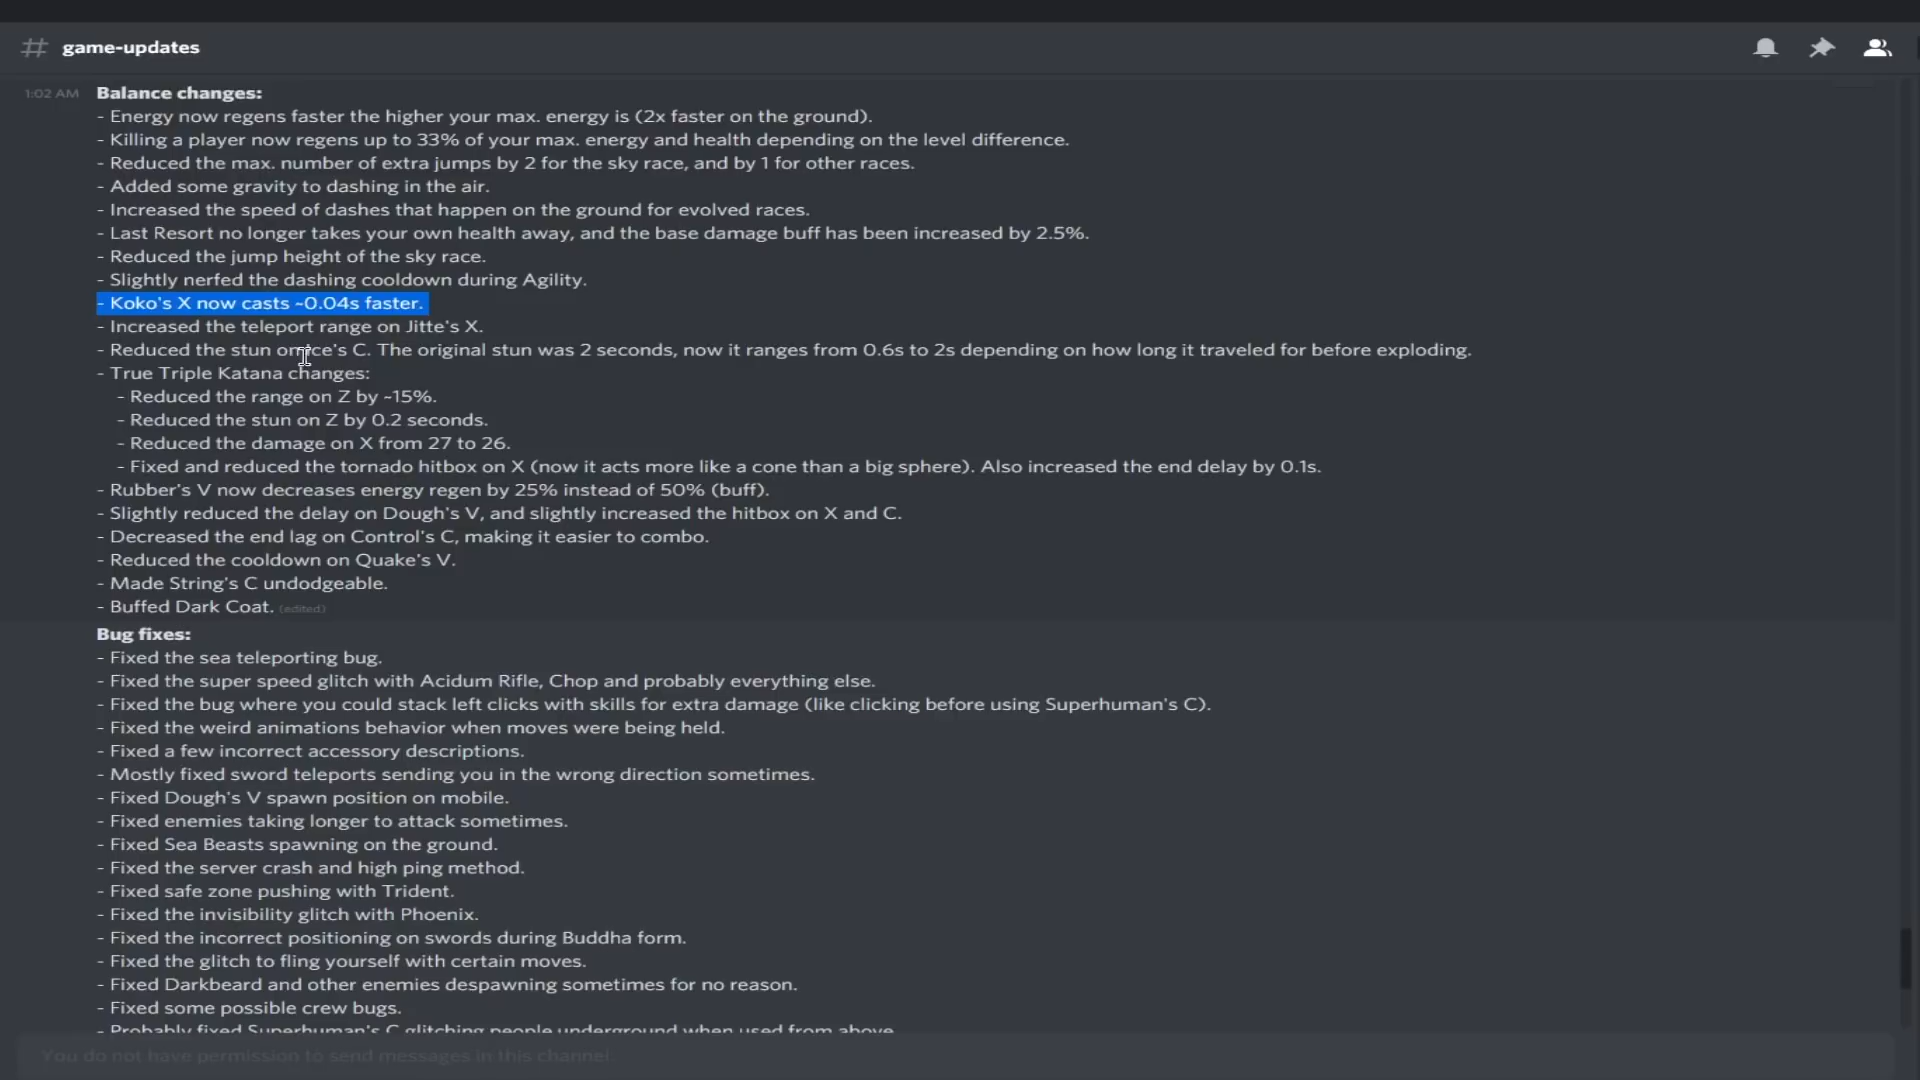 game-updates
1:02 AM Balance changes:
- Energy now regens faster the higher your max. energy is (2x faster on the ground).
- Killing a player now regens up to 33% of your max. energy and health depending on the level difference.
- Reduced the max. number of extra jumps by 2 for the sky race, and by 1 for other races.
- Added some gravity to dashing in the air.
- Increased the speed of dashes that happen on the ground for evolved races.
- Last Resort no longer takes your own health away, and the base damage buff has been increased by 2.5%.
- Reduced the jump height of the sky race.
- Slightly nerfed the dashing cooldown during Agility.
- Koko's X now casts ~0.04s faster.
- Increased the teleport range on Jitte's X.
- Reduced the stun on Ice's C. The original stun was 2 seconds, now it ranges from 0.6s to 2s depending on how long it traveled for before exploding.
- True Triple Katana changes:
- Reduced the range on Z by ~15%.
- Reduced the stun on Z by 0.2 seconds.
- Reduced the damage on X from 27 to 26.
- Fixed and reduced the tornado hitbox on X (now it acts more like a cone than a big sphere). Also increased the end delay by 0.1s.
- Rubber's V now decreases energy regen by 25% instead of 50% (buff).
- Slightly reduced the delay on Dough's V, and slightly increased the hitbox on X and C.
- Decreased the end lag on Control's C, making it easier to combo.
- Reduced the cooldown on Quake's V.
- Made String's C undodgeable.
- Buffed Dark Coat. (edited)
Bug fixes:
- Fixed the sea teleporting bug.
- Fixed the super speed glitch with Acidum Rifle, Chop and probably everything else.
- Fixed the bug where you could stack left clicks with skills for extra damage (like clicking before using Superhuman's C).
- Fixed the weird animations behavior when moves were being held.
- Fixed a few incorrect accessory descriptions.
- Mostly fixed sword teleports sending you in the wrong direction sometimes.
- Fixed Dough's V spawn position on mobile.
- Fixed enemies taking longer to attack sometimes.
- Fixed Sea Beasts spawning on the ground.
- Fixed the server crash and high ping method.
- Fixed safe zone pushing with Trident.
- Fixed the invisibility glitch with Phoenix.
- Fixed the incorrect positioning on swords during Buddha form.
- Fixed the glitch to fling yourself with certain moves.
- Fixed Darkbeard and other enemies despawning sometimes for no reason.
- Fixed some possible crew bugs.
- Probably fixed Superhuman's C glitching people underground when used from above.
You do not have permission to send messages in this channel.